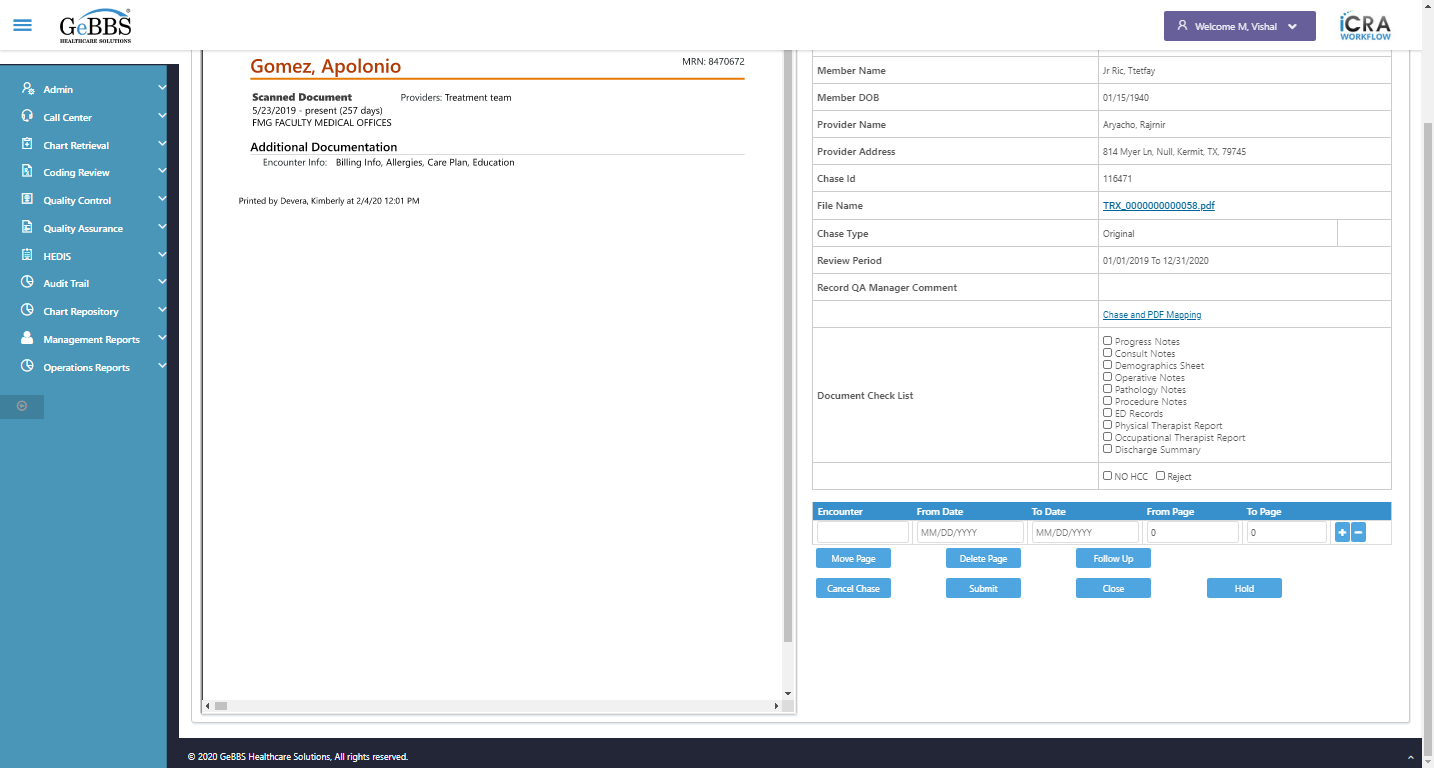 GeBBS
HEALTHCARE SOLUTIONS
Welcome M, Vishal
iCRA
WORKFLOW
Admin
Call Center
Chart Retrieval
Coding Review
Quality Control
Quality Assurance
HEDIS
Audit Trail
Chart Repository
Management Reports
Operations Reports
Gomez, Apolonio
MRN: 8470672
Scanned Document Providers: Treatment team
5/23/2019 - present (257 days)
FMG FACULTY MEDICAL OFFICES
Additional Documentation
Encounter Info: Billing Info, Allergies, Care Plan, Education
Printed by Devera, Kimberly at 2/4/20 12:01 PM
Member Name Jr Ric, Ttetfay
Member DOB 01/15/1940
Provider Name Aryacho, Rajrnir
Provider Address 814 Myer Ln, Null, Kermit, TX, 79745
Chase Id 116471
File Name TRX_0000000000058.pdf
Chase Type Original
Review Period 01/01/2019 To 12/31/2020
Record QA Manager Comment
Chase and PDF Mapping
Document Check List
Progress Notes
Consult Notes
Demographics Sheet
Operative Notes
Pathology Notes
Procedure Notes
ED Records
Physical Therapist Report
Occupational Therapist Report
Discharge Summary
NO HCC Reject
Encounter From Date To Date From Page To Page
MM/DD/YYYY MM/DD/YYYY 0 0
Move Page Delete Page Follow Up
Cancel Chase Submit Close Hold
© 2020 GeBBS Healthcare Solutions, All rights reserved.